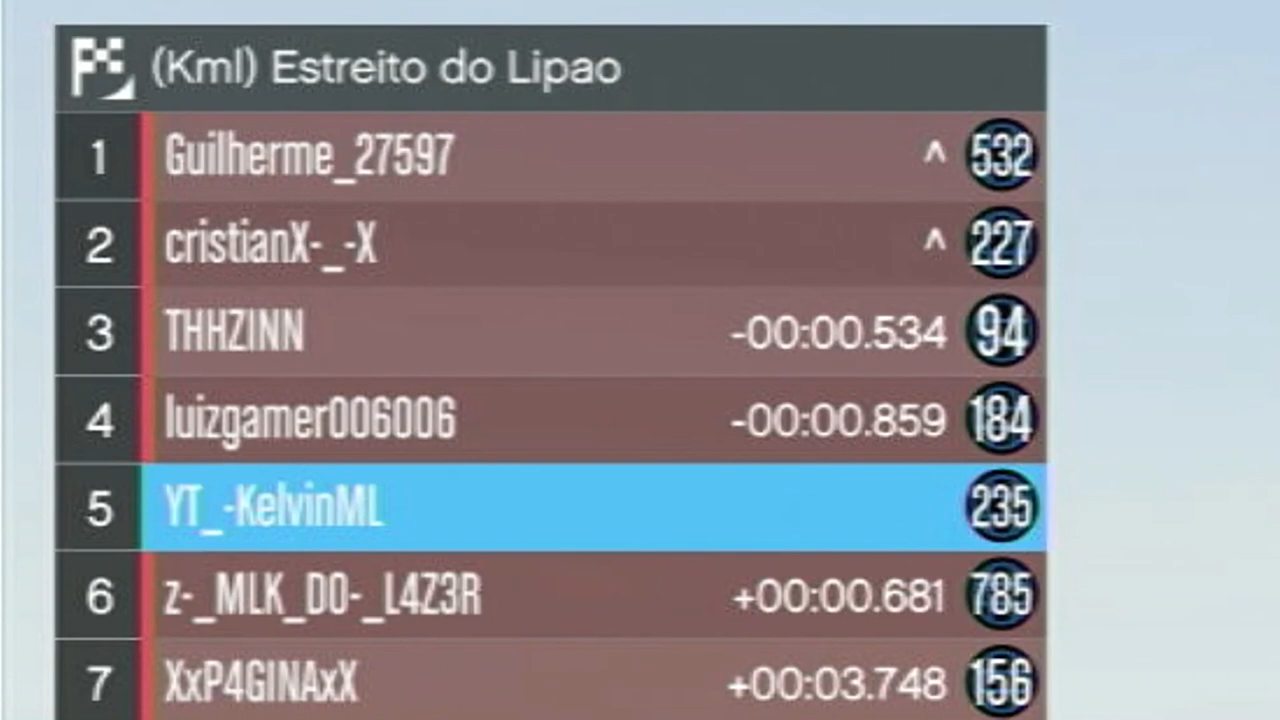 (Kml) Estreito do Lipao
1 Guilherme_27597 ^ 532
2 cristianX-_-X ^ 227
3 THHZINN -00:00.534 94
4 luizgamer006006 -00:00.859 184
5 YT_-KelvinML 235
6 z-_MLK_D0-_L4Z3R +00:00.681 785
7 XxP4GINAxX +00:03.748 156